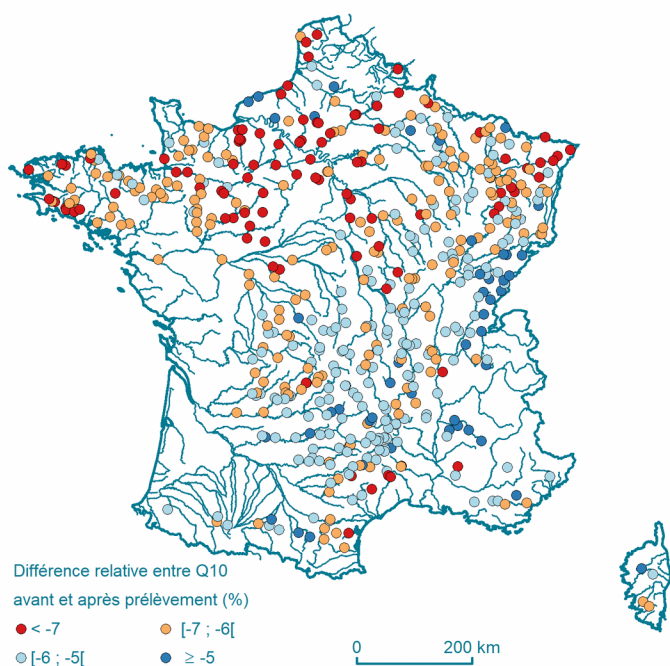 Différence relative entre Q10
avant et après prélèvement (%)
< -7 [-7 ; -6[
[-6 ; -5[ ≥ -5
0 200 km